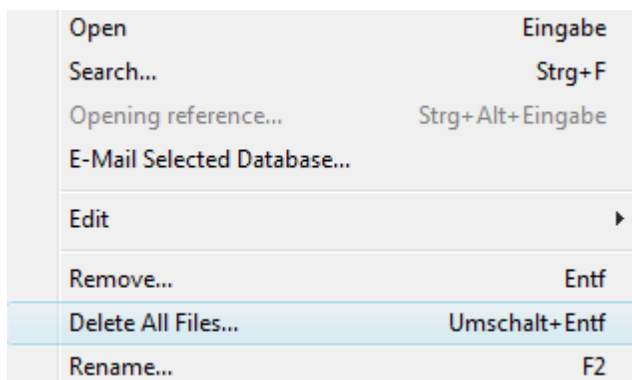 Open Eingabe
Search... Strg+F
Opening reference... Strg+Alt+Eingabe
E-Mail Selected Database...
Edit
Remove... Entf
Delete All Files... Umschalt+Entf
Rename... F2